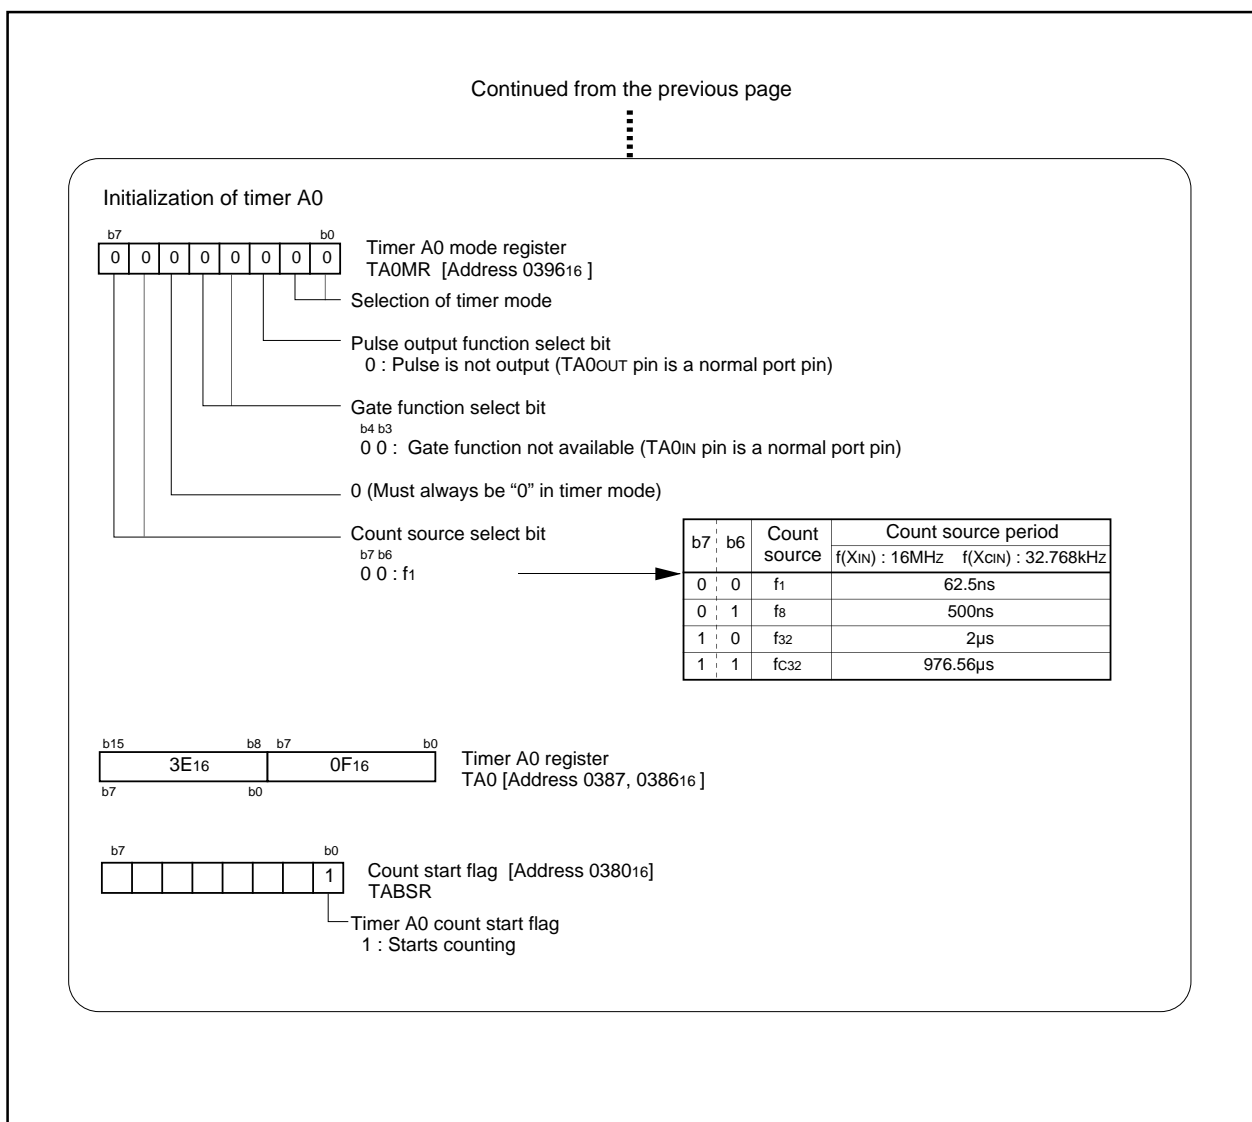 Continued from the previous page
Initialization of timer A0
b7 b0
0 0 0 0 0 0 0 0
Timer A0 mode register
TA0MR [Address 039616 ]
Selection of timer mode
Pulse output function select bit
0 : Pulse is not output (TA0OUT pin is a normal port pin)
Gate function select bit
b4 b3
0 0 : Gate function not available (TA0IN pin is a normal port pin)
0 (Must always be “0” in timer mode)
Count source select bit
b7 b6
0 0 : f1
b7 b6 Count source Count source period
f(XIN) : 16MHZ f(XCIN) : 32.768kHZ
0 0 f1 62.5ns
0 1 f8 500ns
1 0 f32 2µs
1 1 fC32 976.56µs
b15 b8 b7 b0
3E16 0F16
b7 b0
Timer A0 register
TA0 [Address 0387, 038616 ]
b7 b0
1
Count start flag [Address 038016]
TABSR
Timer A0 count start flag
1 : Starts counting